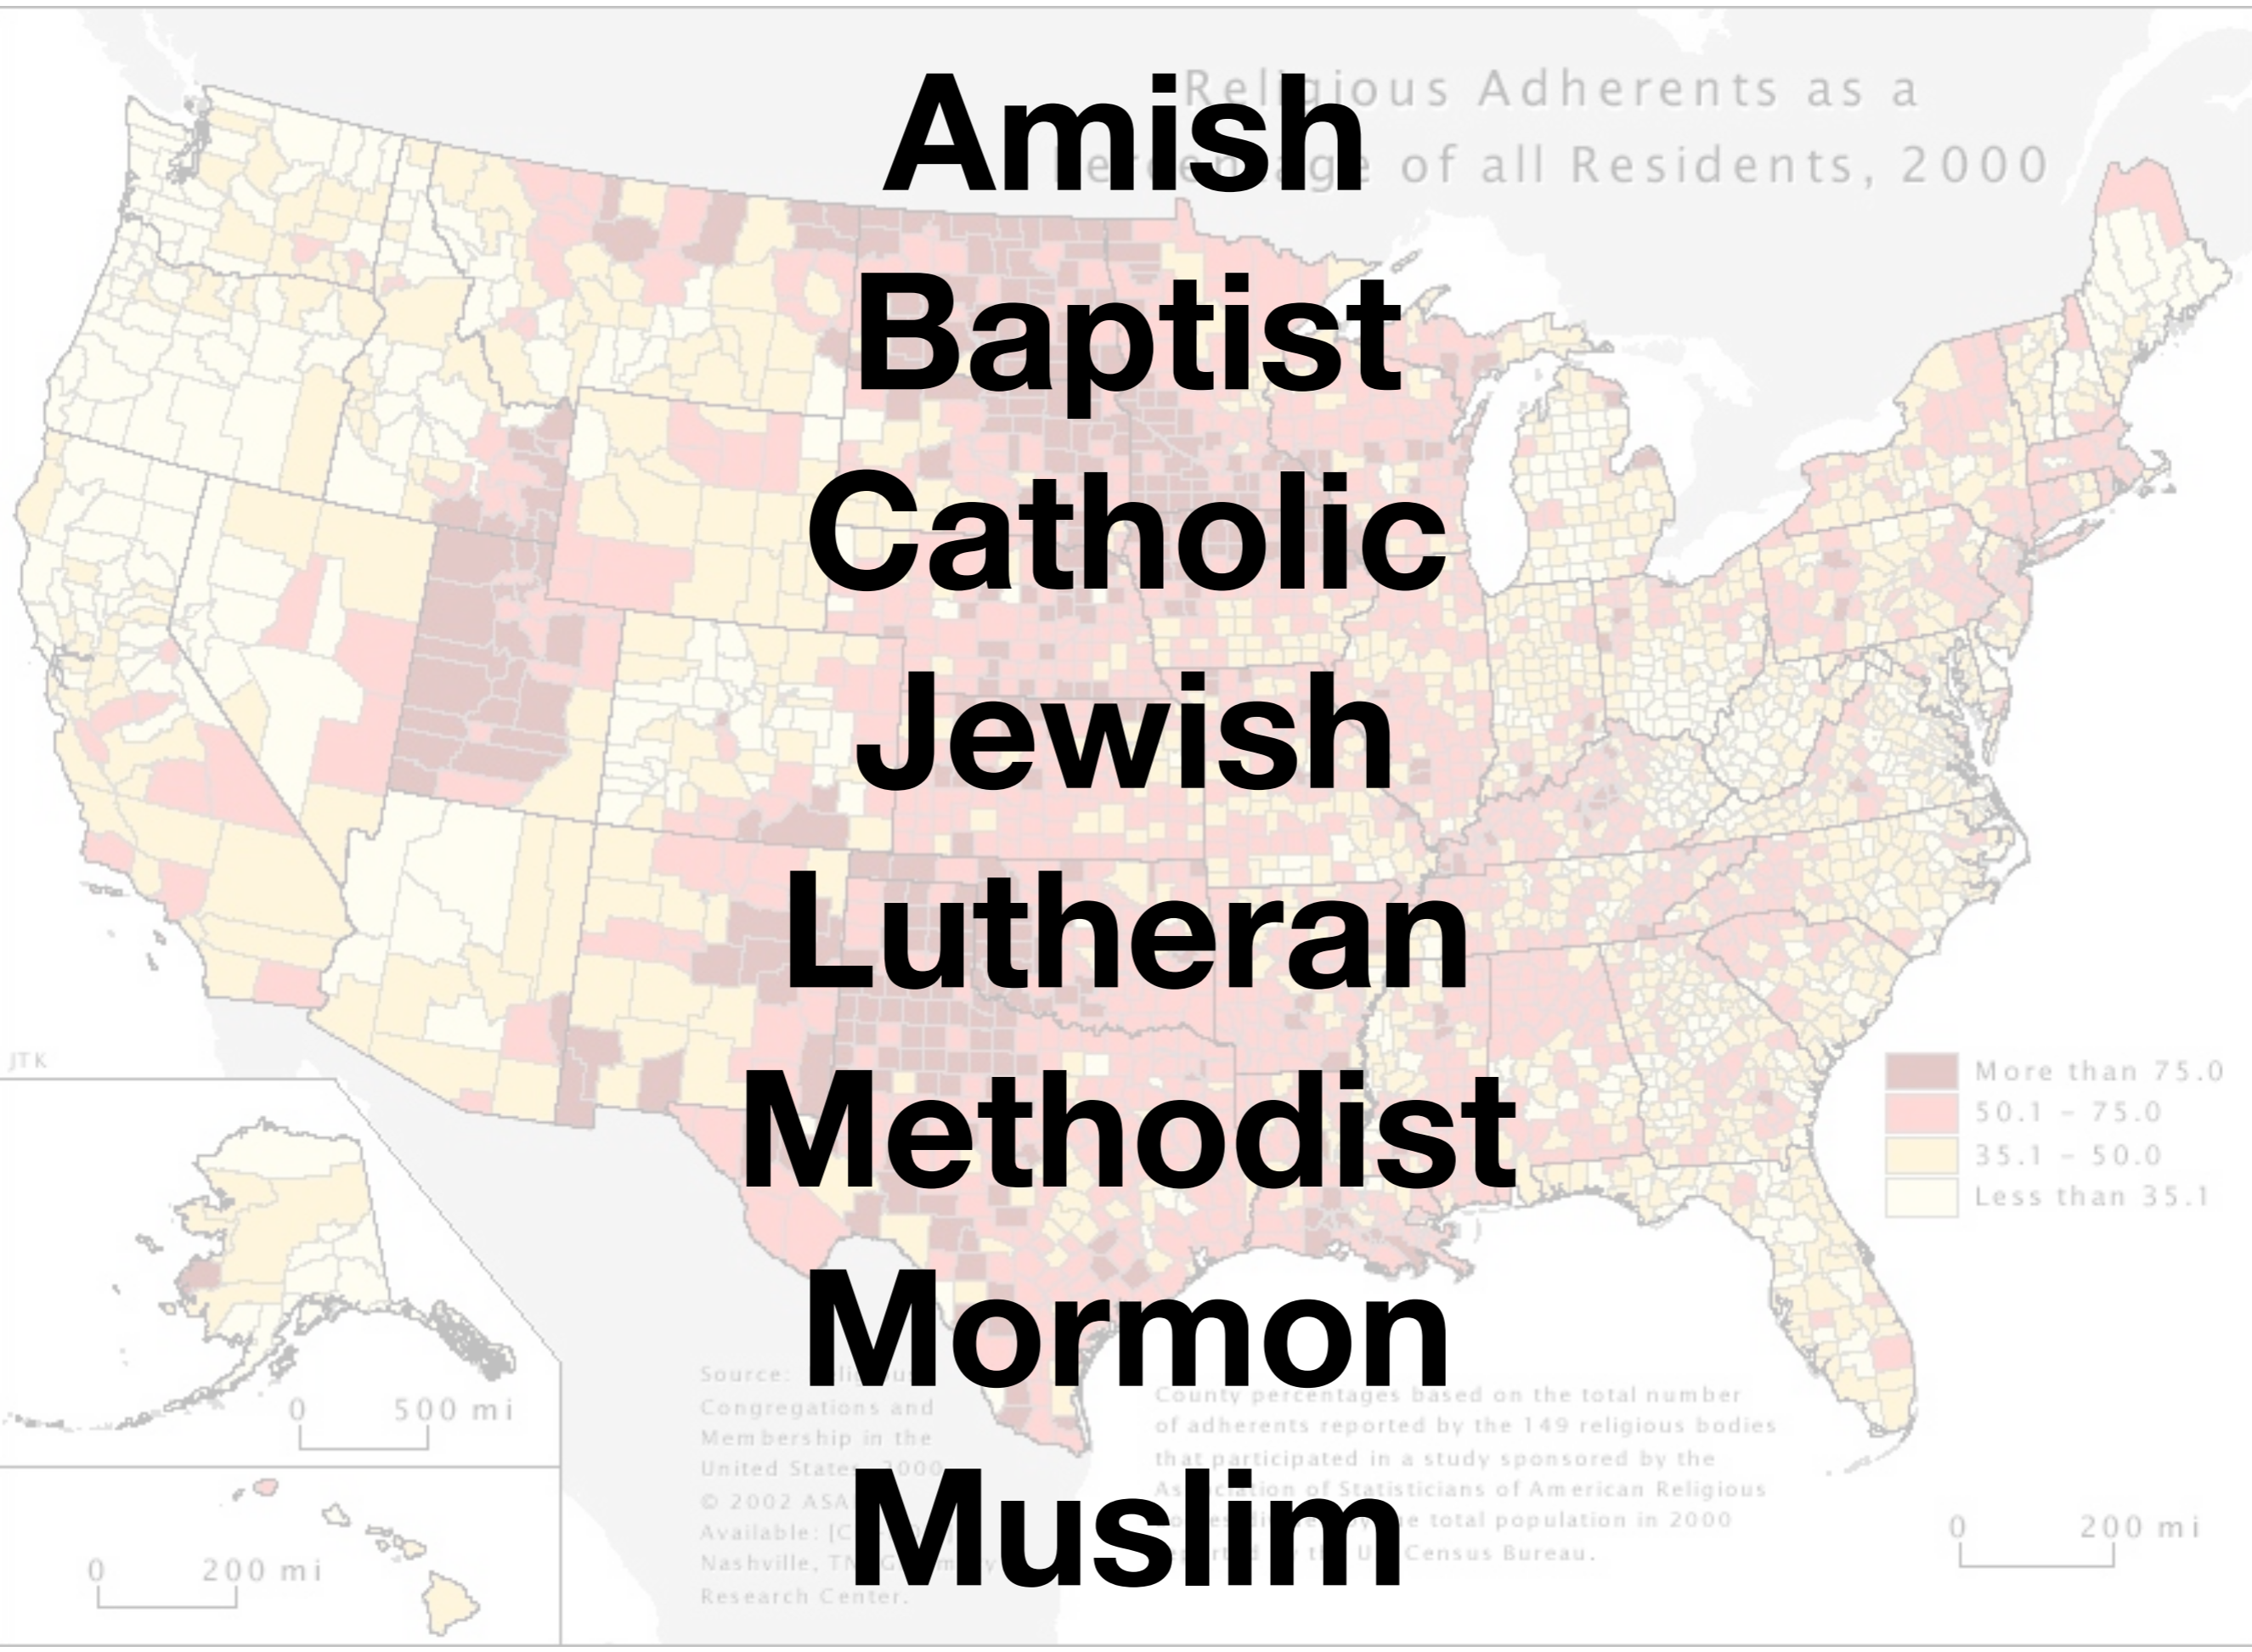 Religious Adherents as a
Percentage of all Residents, 2000
Amish
Baptist
Catholic
Jewish
Lutheran
Methodist
Mormon
Muslim
JTK
More than 75.0
50.1 – 75.0
35.1 – 50.0
Less than 35.1
0 500 mi
0 200 mi
Source:
Congregations and
Membership in the
United States, 2000
© 2002 ASA
Available:
Nashville, TN
Research Center.
County percentages based on the total number
of adherents reported by the 149 religious bodies
that participated in a study sponsored by the
Association of Statisticians of American Religious
total population in 2000
Census Bureau.
0 200 mi